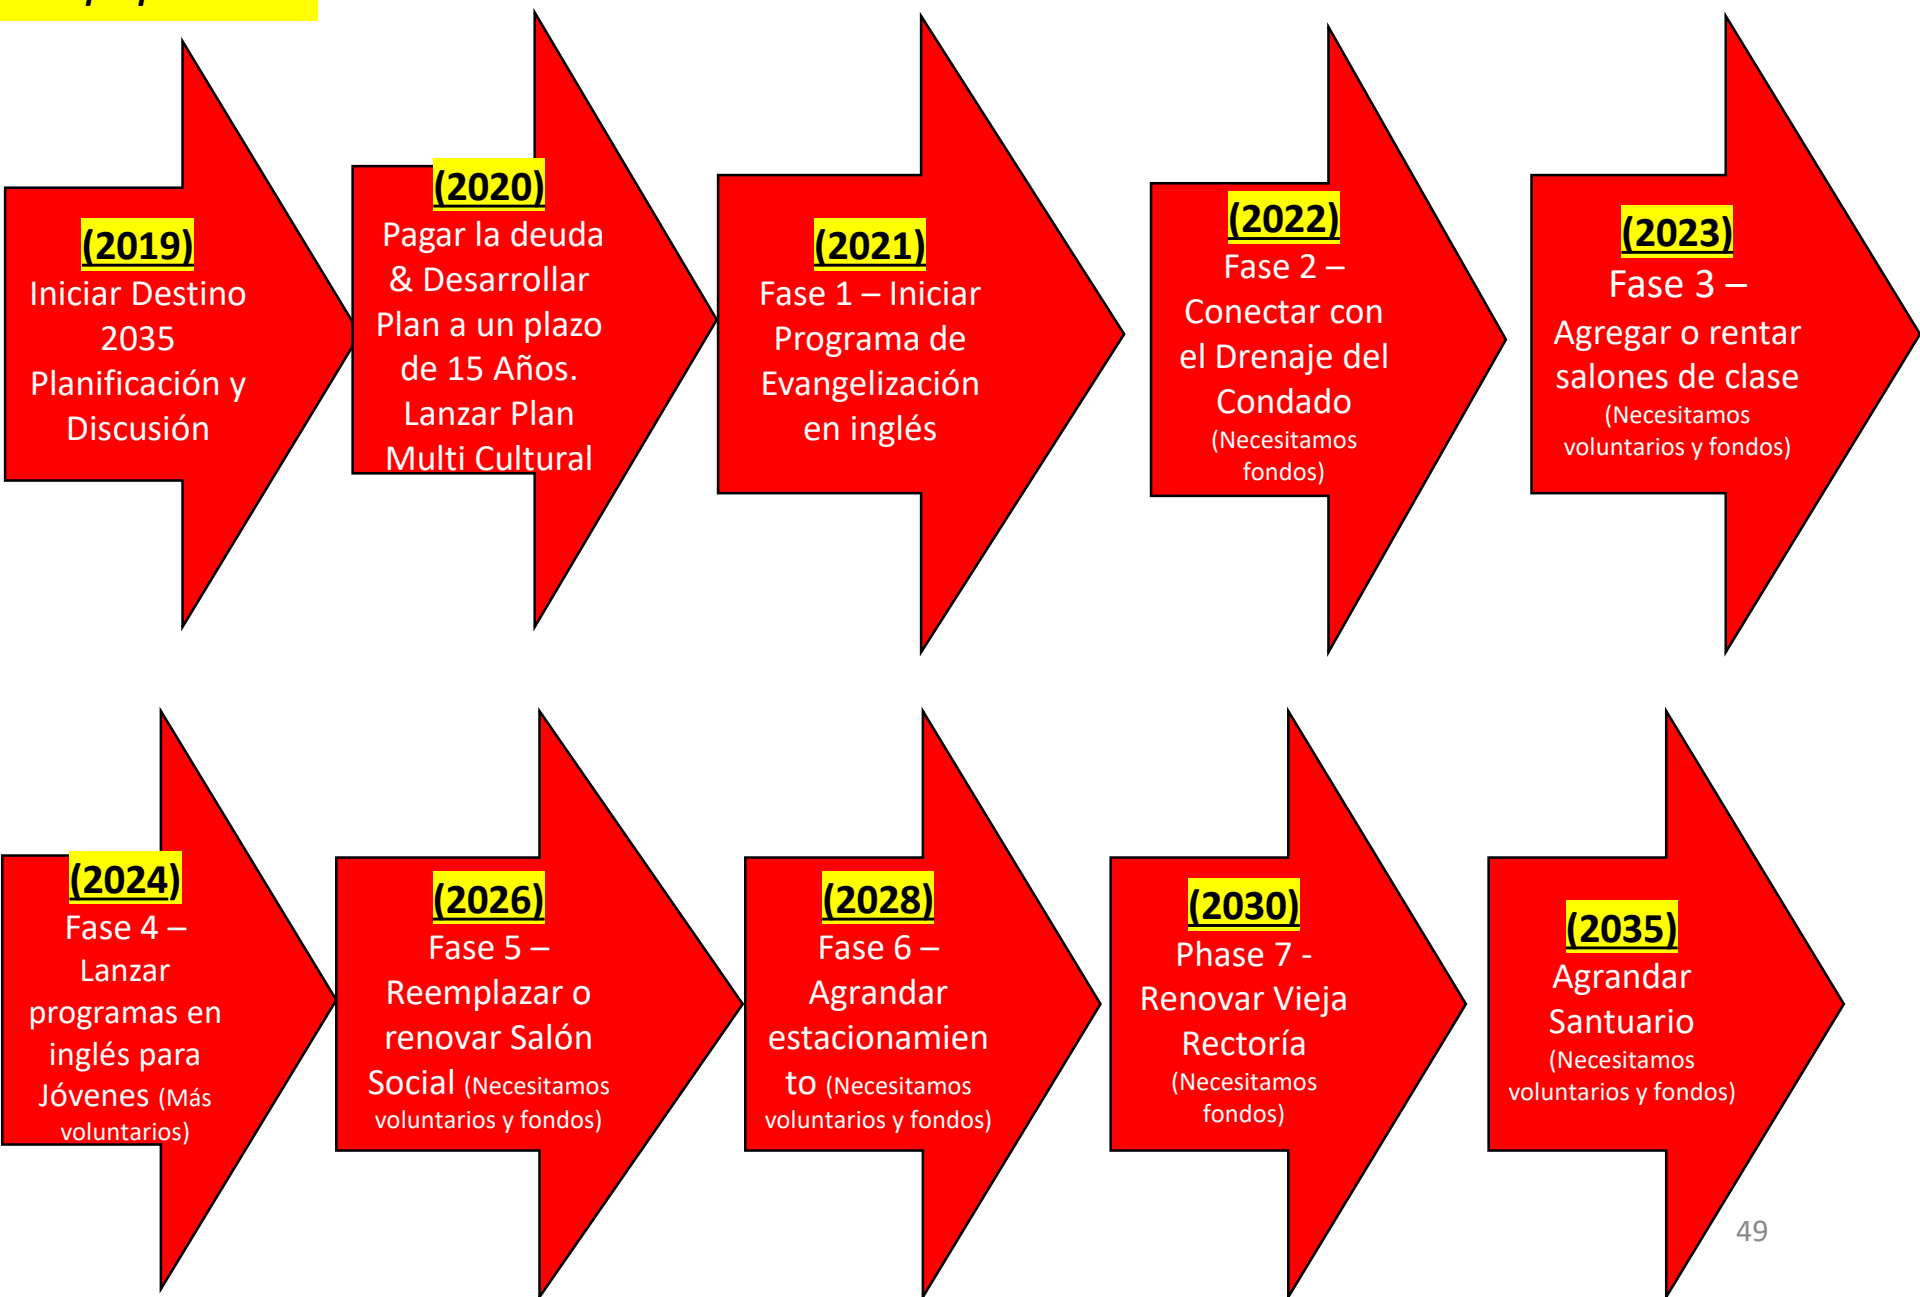 (2019)
Iniciar Destino
2035
Planificación y
Discusión
(2020)
Pagar la deuda
& Desarrollar
Plan a un plazo
de 15 Años.
Lanzar Plan
Multi Cultural
(2021)
Fase 1 – Iniciar
Programa de
Evangelización
en inglés
(2022)
Fase 2 –
Conectar con
el Drenaje del
Condado
(Necesitamos
fondos)
(2023)
Fase 3 –
Agregar o rentar
salones de clase
(Necesitamos
voluntarios y fondos)
(2024)
Fase 4 –
Lanzar
programas en
inglés para
Jóvenes (Más
voluntarios)
(2026)
Fase 5 –
Reemplazar o
renovar Salón
Social (Necesitamos
voluntarios y fondos)
(2028)
Fase 6 –
Agrandar
estacionamien
to (Necesitamos
voluntarios y fondos)
(2030)
Phase 7 -
Renovar Vieja
Rectoría
(Necesitamos
fondos)
(2035)
Agrandar
Santuario
(Necesitamos
voluntarios y fondos)
49